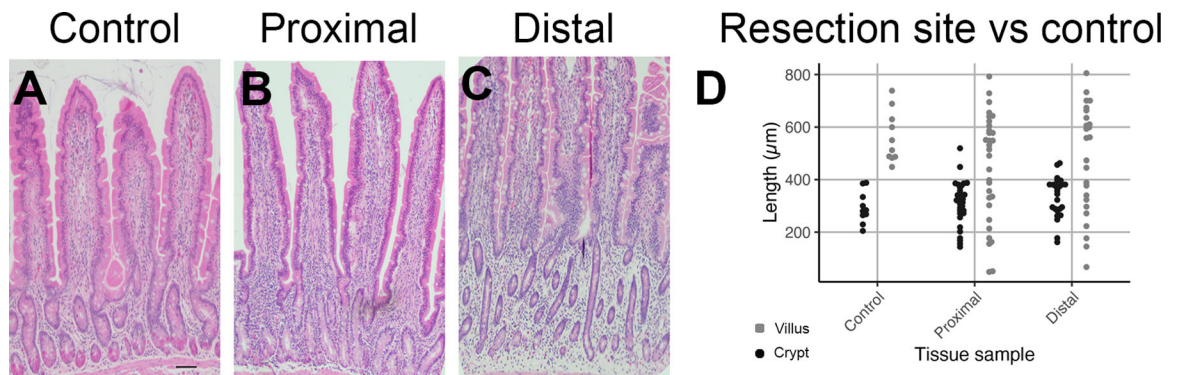 Control
Proximal
Distal
Resection site vs control
A
B
C
D
800
600
400
200
Length (µm)
Control
Proximal
Distal
Villus
Crypt
Tissue sample